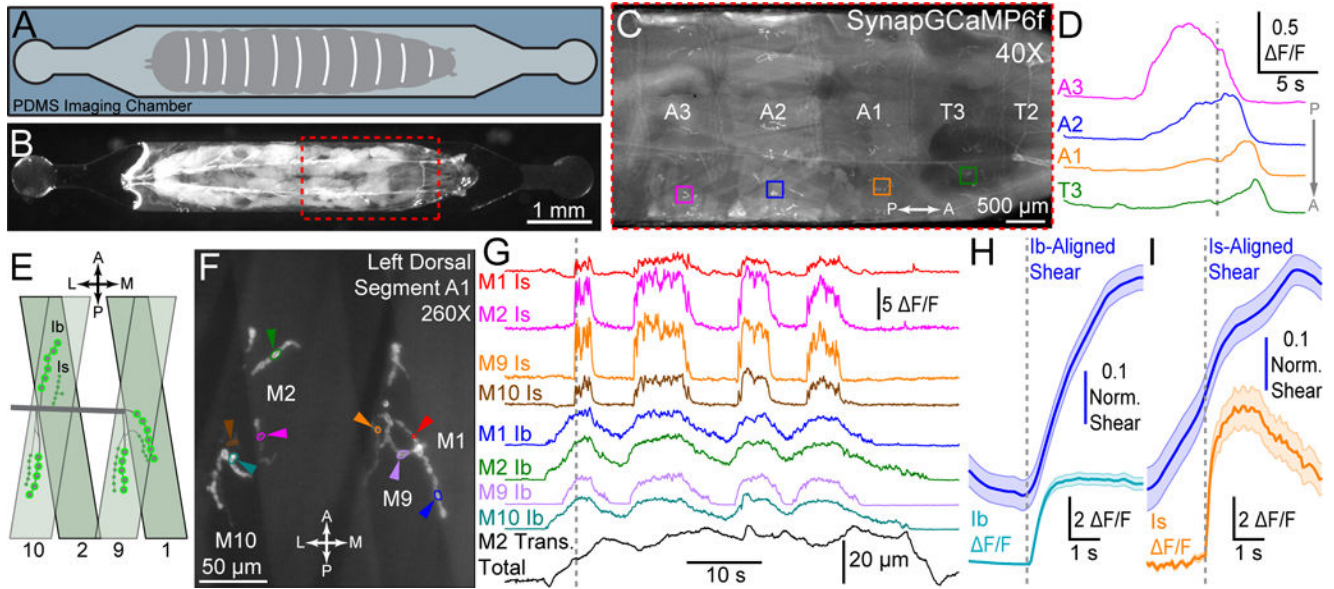 A
PDMS Imaging Chamber
B
1 mm
C
SynapGCaMP6f
40X
A3
A2
A1
T3
T2
P
A
500 µm
D
0.5
ΔF/F
5 s
A3
A2
A1
T3
P
A
E
A
L
M
P
Ib
Is
10
2
9
1
F
Left Dorsal
Segment A1
260X
M2
M1
M9
M10
A
L
M
P
50 µm
G
M1 Is
M2 Is
M9 Is
M10 Is
M1 Ib
M2 Ib
M9 Ib
M10 Ib
M2 Trans.
Total
5 ΔF/F
10 s
20 µm
H
Ib-Aligned
Shear
0.1
Norm.
Shear
Ib
ΔF/F
2 ΔF/F
1 s
I
Is-Aligned
Shear
0.1
Norm.
Shear
Is
ΔF/F
2 ΔF/F
1 s